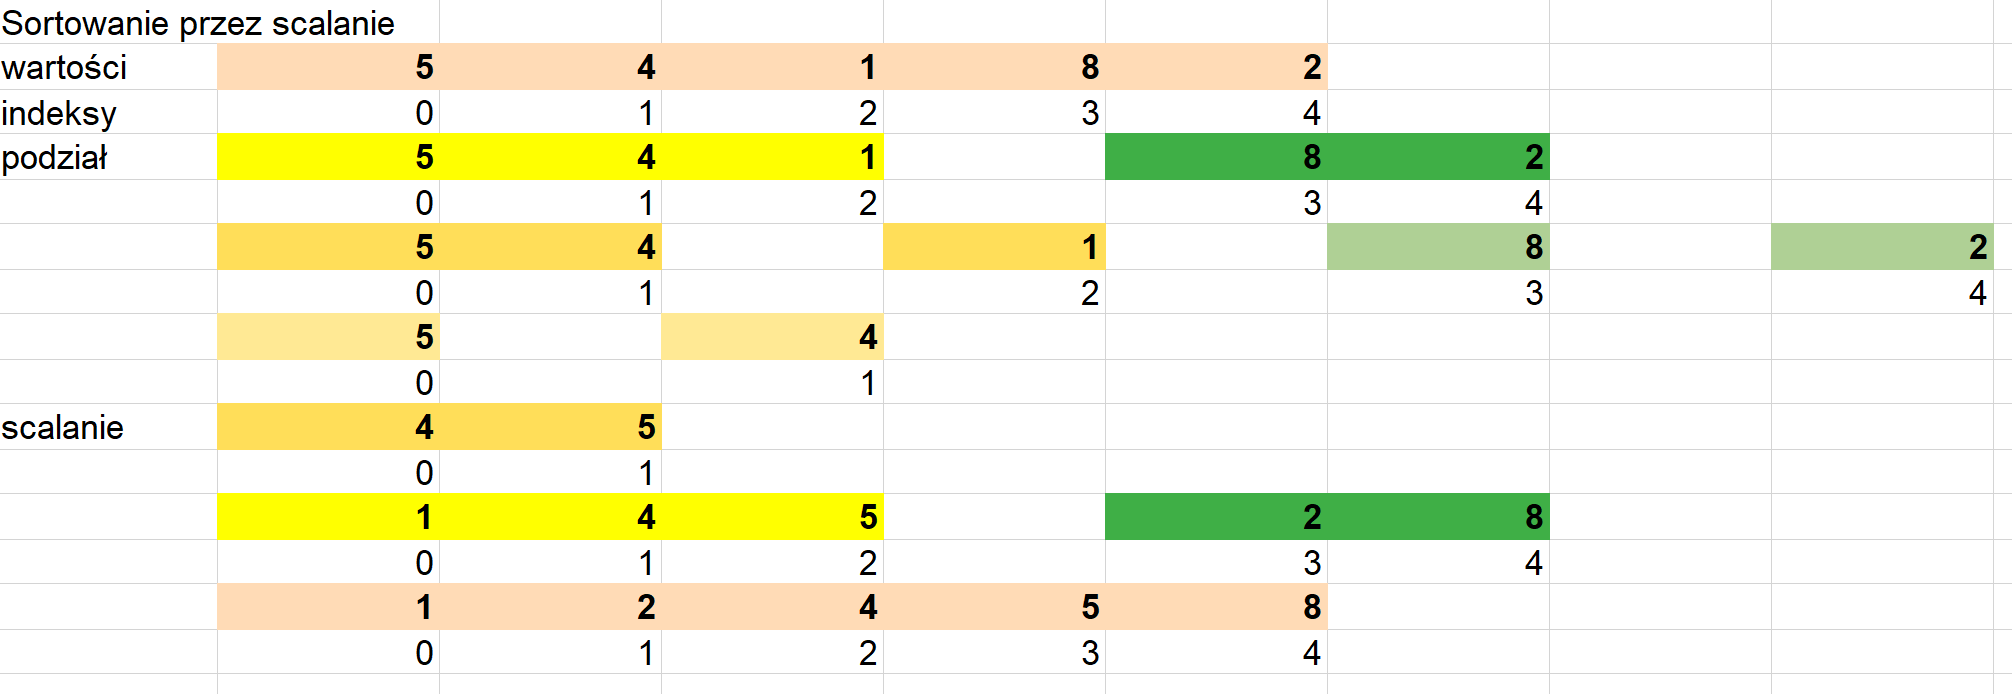 Sortowanie przez scalanie
wartości 5 4 1 8 2
indeksy 0 1 2 3 4
podział 5 4 1 8 2
0 1 2 3 4
5 4 1 8 2
0 1 2 3 4
5 4
0 1
scalanie 4 5
0 1
1 4 5 2 8
0 1 2 3 4
1 2 4 5 8
0 1 2 3 4